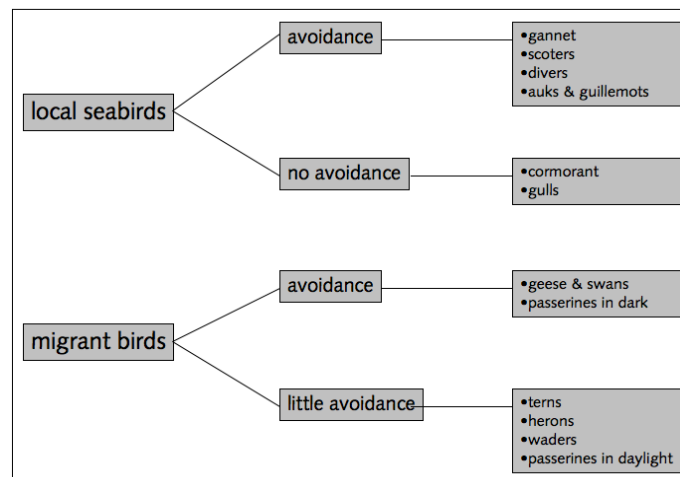 local seabirds
avoidance
•gannet
•scoters
•divers
•auks & guillemots
no avoidance
•cormorant
•gulls
migrant birds
avoidance
•geese & swans
•passerines in dark
little avoidance
•terns
•herons
•waders
•passerines in daylight